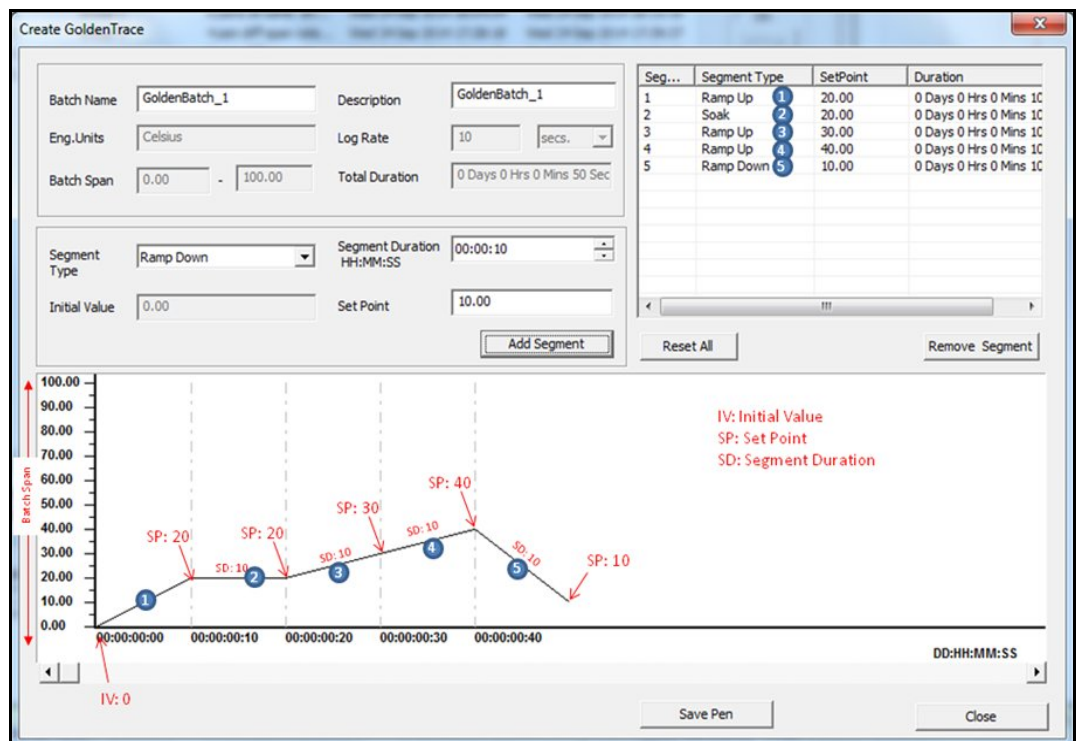 Create GoldenTrace
Batch Name GoldenBatch_1 Description GoldenBatch_1
Eng.Units Celsius Log Rate 10 secs.
Batch Span 0.00 - 100.00 Total Duration 0 Days 0 Hrs 0 Mins 50 Sec
Segment Type Ramp Down Segment Duration HH:MM:SS 00:00:10
Initial Value 0.00 Set Point 10.00
Add Segment
Seg... Segment Type SetPoint Duration
1 Ramp Up 1 20.00 0 Days 0 Hrs 0 Mins 10
2 Soak 2 20.00 0 Days 0 Hrs 0 Mins 10
3 Ramp Up 3 30.00 0 Days 0 Hrs 0 Mins 10
4 Ramp Up 4 40.00 0 Days 0 Hrs 0 Mins 10
5 Ramp Down 5 10.00 0 Days 0 Hrs 0 Mins 10
Reset All Remove Segment
Batch Span
100.00
90.00
80.00
70.00
60.00
50.00
40.00
30.00
20.00
10.00
0.00
IV: Initial Value
SP: Set Point
SD: Segment Duration
SP: 20
SP: 20
SP: 30
SP: 40
SP: 10
SD: 10
SD: 10
SD: 10
SD: 10
1
2
3
4
5
00:00:00:00 00:00:00:10 00:00:00:20 00:00:00:30 00:00:00:40
DD:HH:MM:SS
IV: 0
Save Pen Close